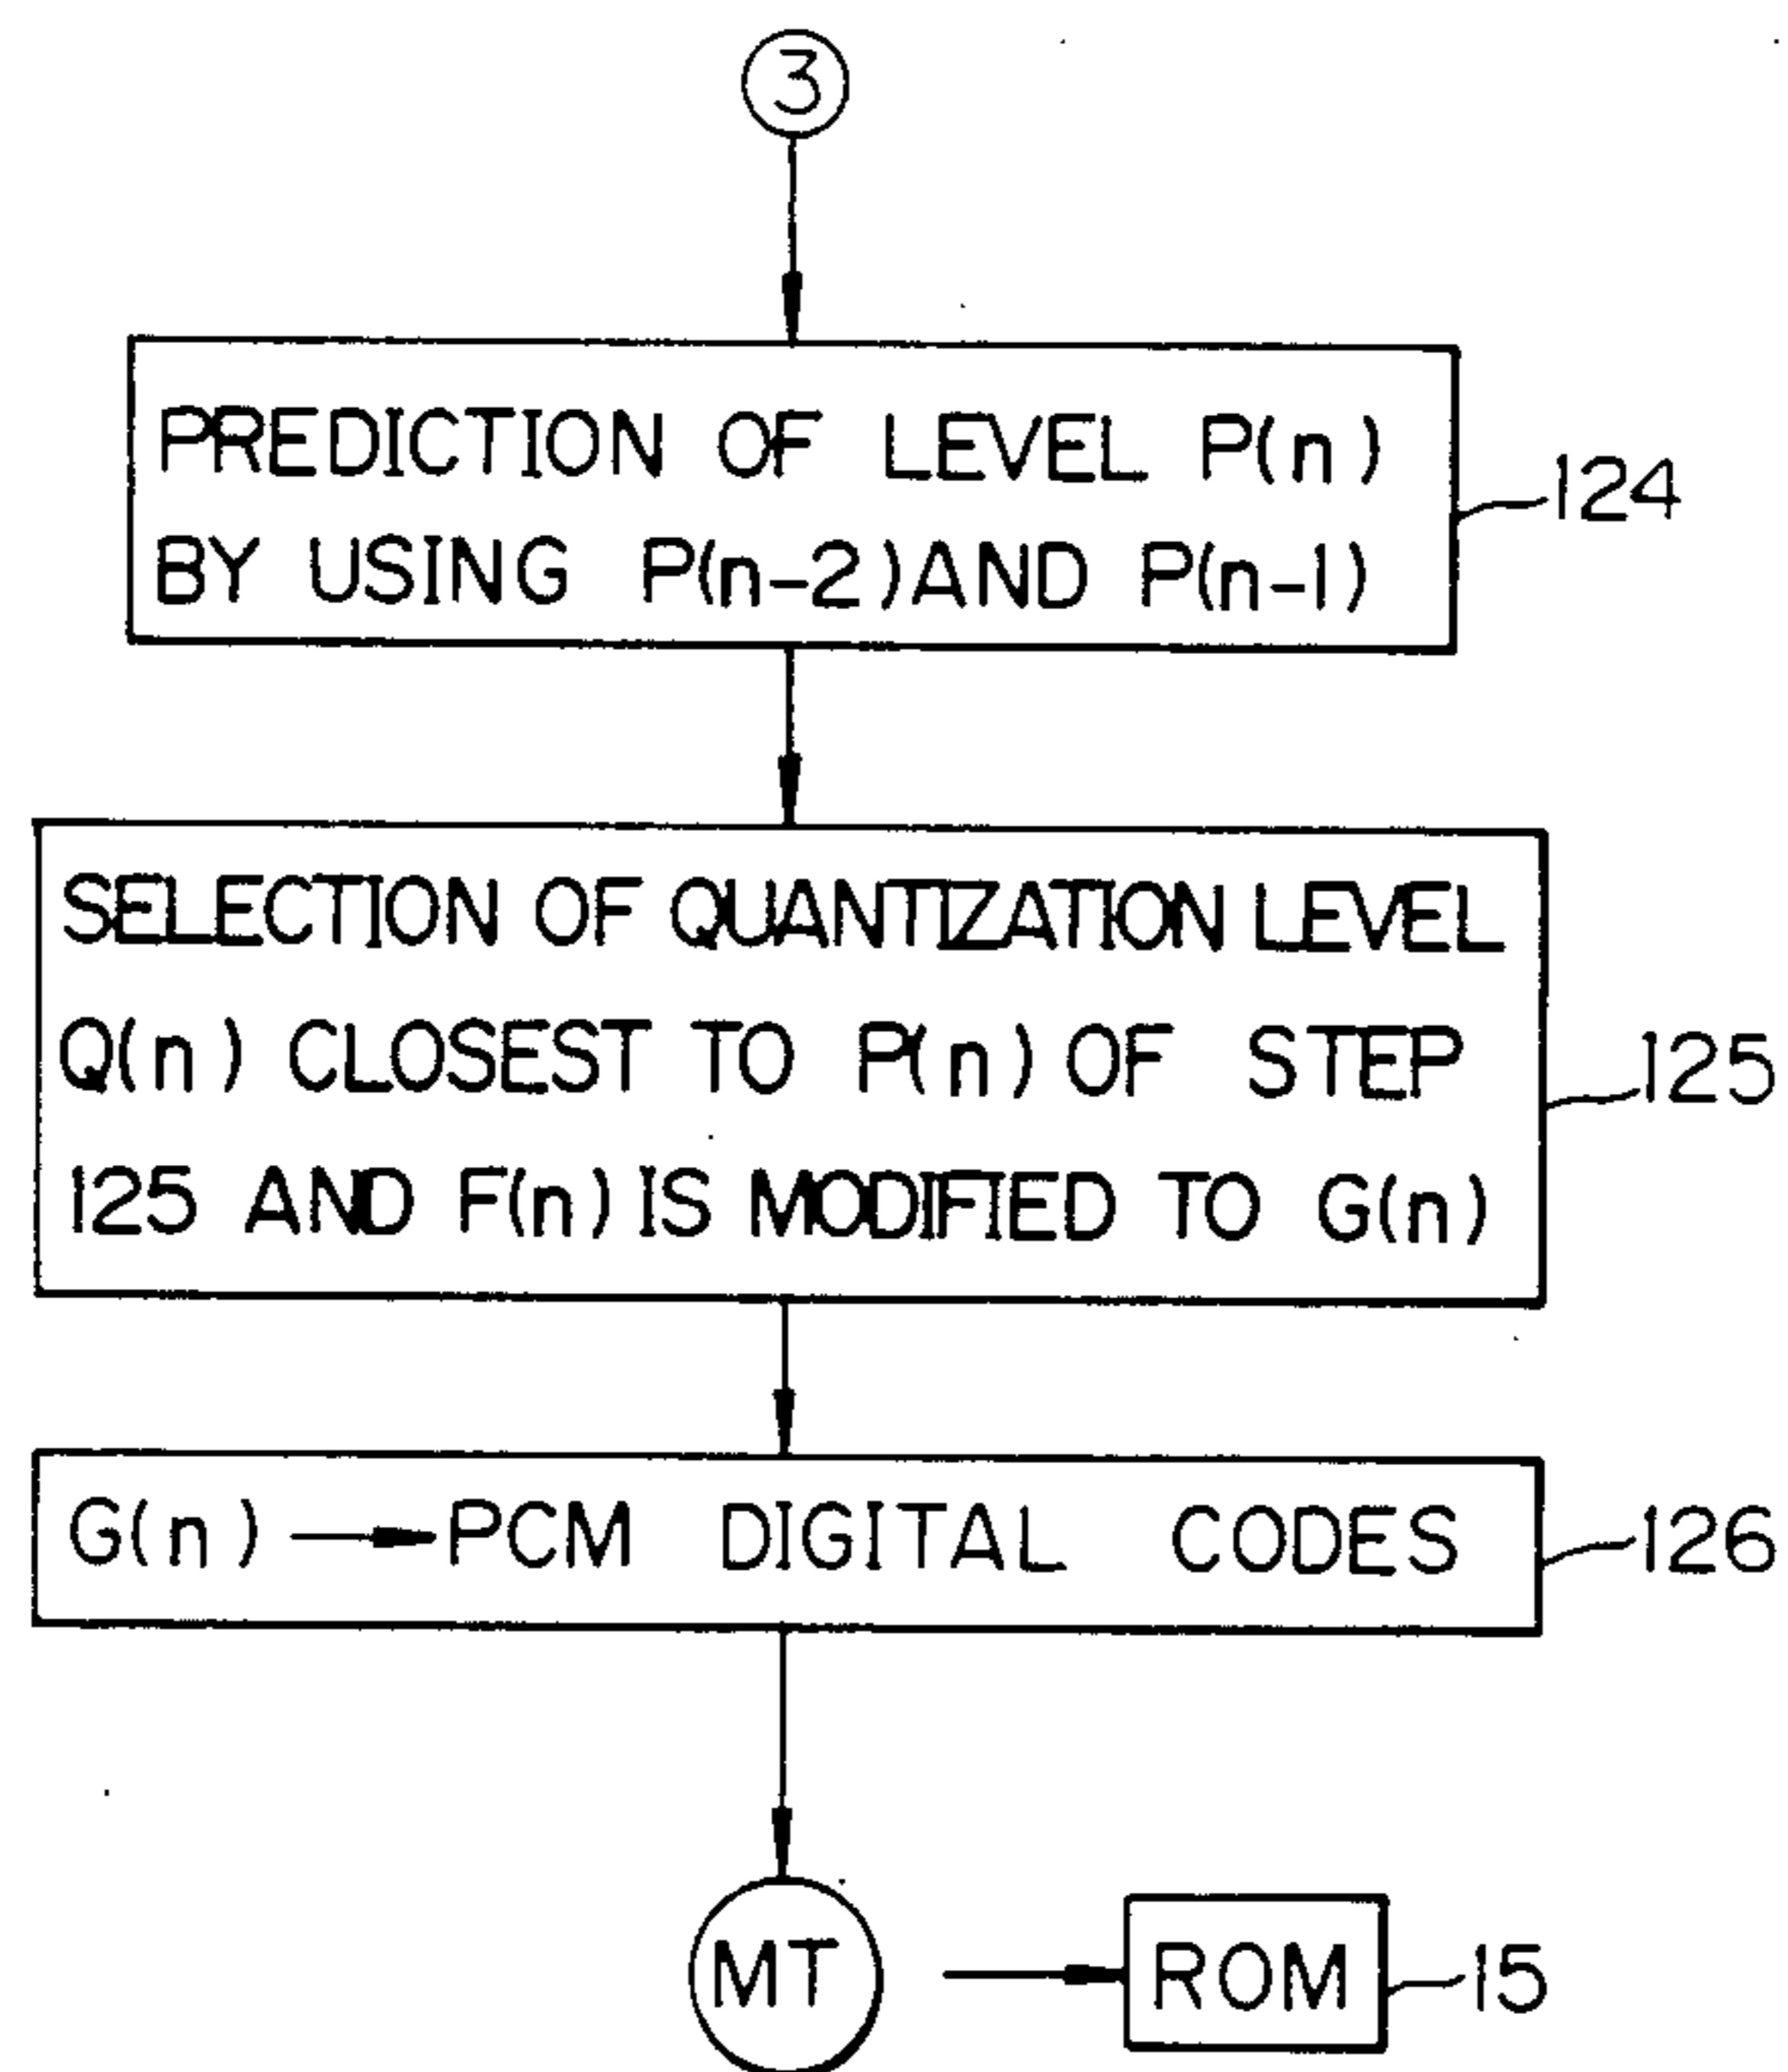 3
PREDICTION OF LEVEL P(n)
BY USING P(n-2) AND P(n-1)
124
SELECTION OF QUANTIZATION LEVEL
Q(n) CLOSEST TO P(n) OF STEP
125 AND F(n) IS MODIFIED TO G(n)
125
G(n) → PCM DIGITAL CODES
126
MT
ROM
15